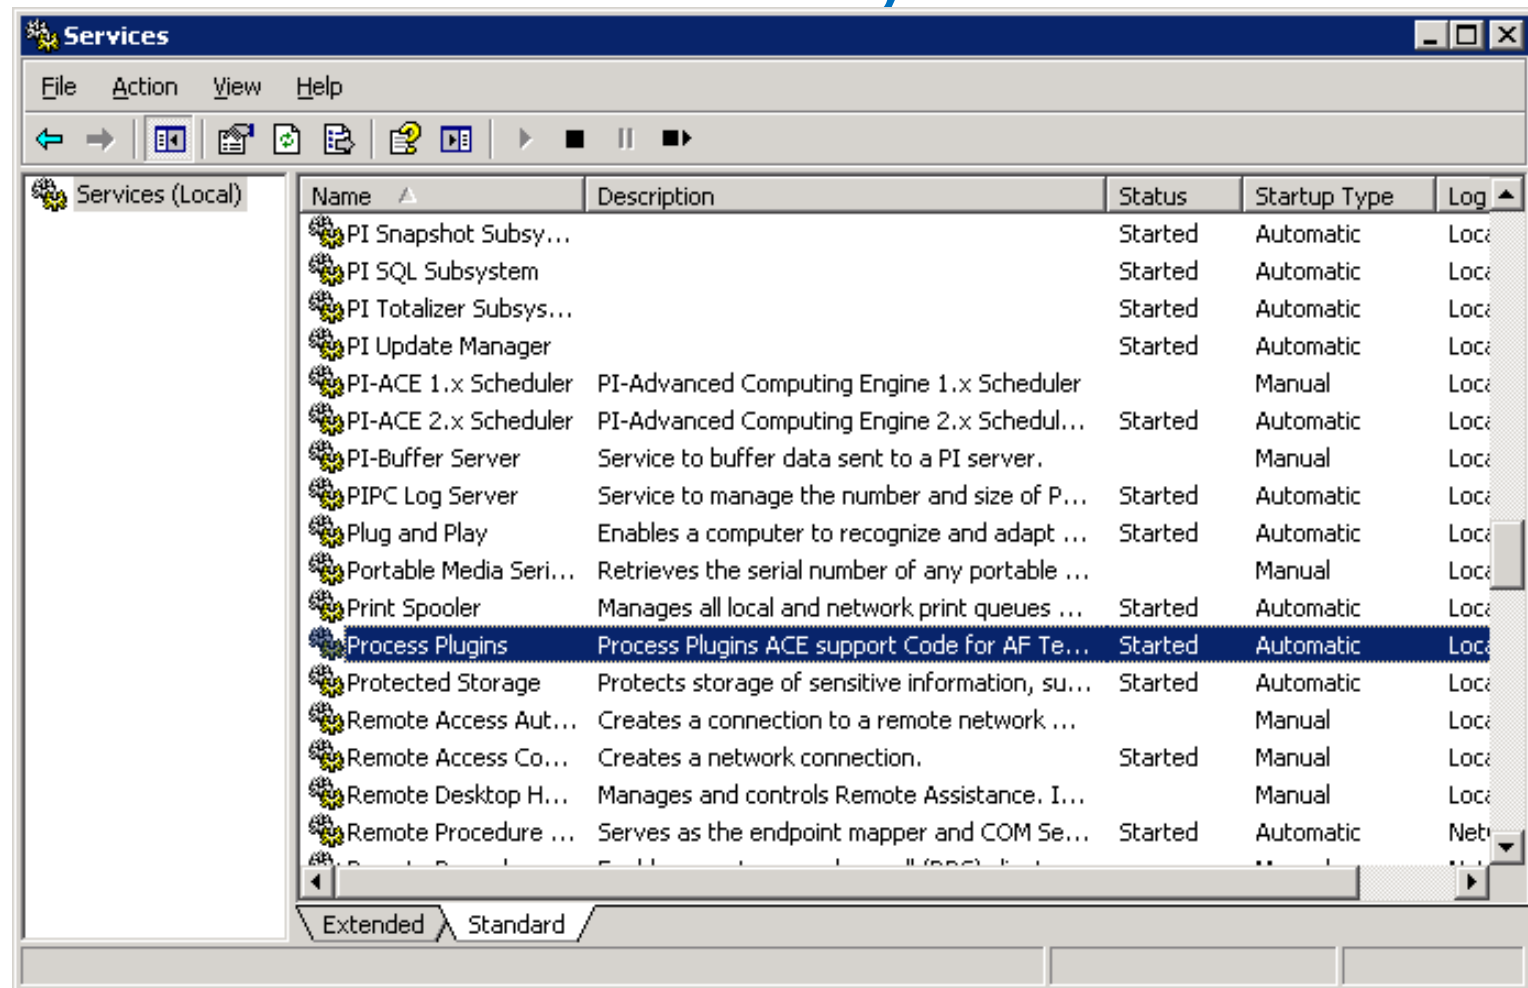 Services
File Action View Help
Services (Local)
Name Description Status Startup Type Log
PI Snapshot Subsy... Started Automatic Loca
PI SQL Subsystem Started Automatic Loca
PI Totalizer Subsys... Started Automatic Loca
PI Update Manager Started Automatic Loca
PI-ACE 1.x Scheduler PI-Advanced Computing Engine 1.x Scheduler Manual Loca
PI-ACE 2.x Scheduler PI-Advanced Computing Engine 2.x Schedul... Started Automatic Loca
PI-Buffer Server Service to buffer data sent to a PI server. Manual Loca
PIPC Log Server Service to manage the number and size of P... Started Automatic Loca
Plug and Play Enables a computer to recognize and adapt ... Started Automatic Loca
Portable Media Seri... Retrieves the serial number of any portable ... Manual Loca
Print Spooler Manages all local and network print queues ... Started Automatic Loca
Process Plugins Process Plugins ACE support Code for AF Te... Started Automatic Loca
Protected Storage Protects storage of sensitive information, su... Started Automatic Loca
Remote Access Aut... Creates a connection to a remote network ... Manual Loca
Remote Access Co... Creates a network connection. Started Manual Loca
Remote Desktop H... Manages and controls Remote Assistance. I... Manual Loca
Remote Procedure ... Serves as the endpoint mapper and COM Se... Started Automatic Net
Extended Standard